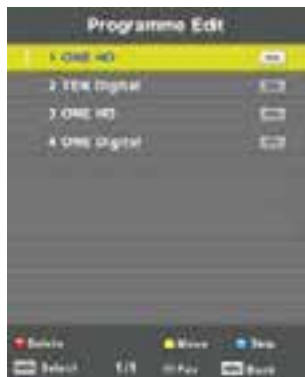 Programme Edit
1 ONE HD
2 TEN Digital
3 ONE HD
4 ONE Digital
Delete Move Skip
Select 1/1 Fav Back